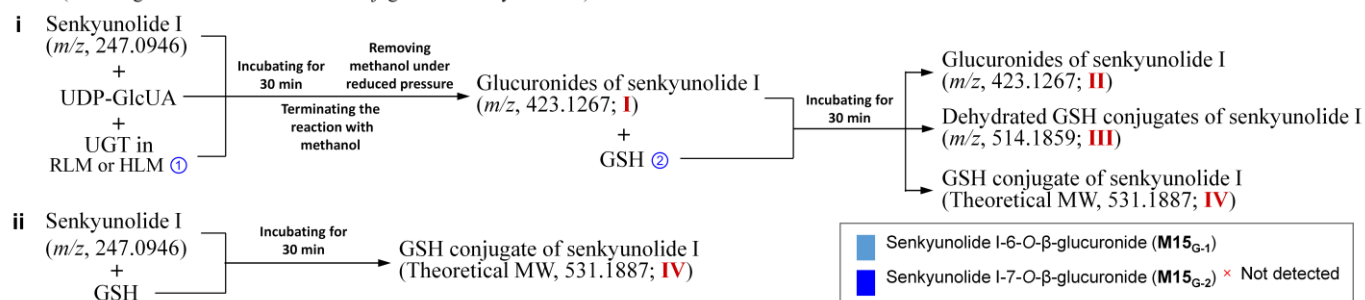 i
Senkyunolide I
(m/z, 247.0946)
+
UDP-GlcUA
+
UGT in
RLM or HLM ①
Incubating for
30 min
Removing
methanol under
reduced pressure
Terminating the
reaction with
methanol
Glucuronides of senkyunolide I
(m/z, 423.1267; I)
+
GSH ②
Incubating for
30 min
Glucuronides of senkyunolide I
(m/z, 423.1267; II)
Dehydrated GSH conjugates of senkyunolide I
(m/z, 514.1859; III)
GSH conjugate of senkyunolide I
(Theoretical MW, 531.1887; IV)
ii
Senkyunolide I
(m/z, 247.0946)
+
GSH
Incubating for
30 min
GSH conjugate of senkyunolide I
(Theoretical MW, 531.1887; IV)
Senkyunolide I-6-O-β-glucuronide (M15G-1)
Senkyunolide I-7-O-β-glucuronide (M15G-2) × Not detected